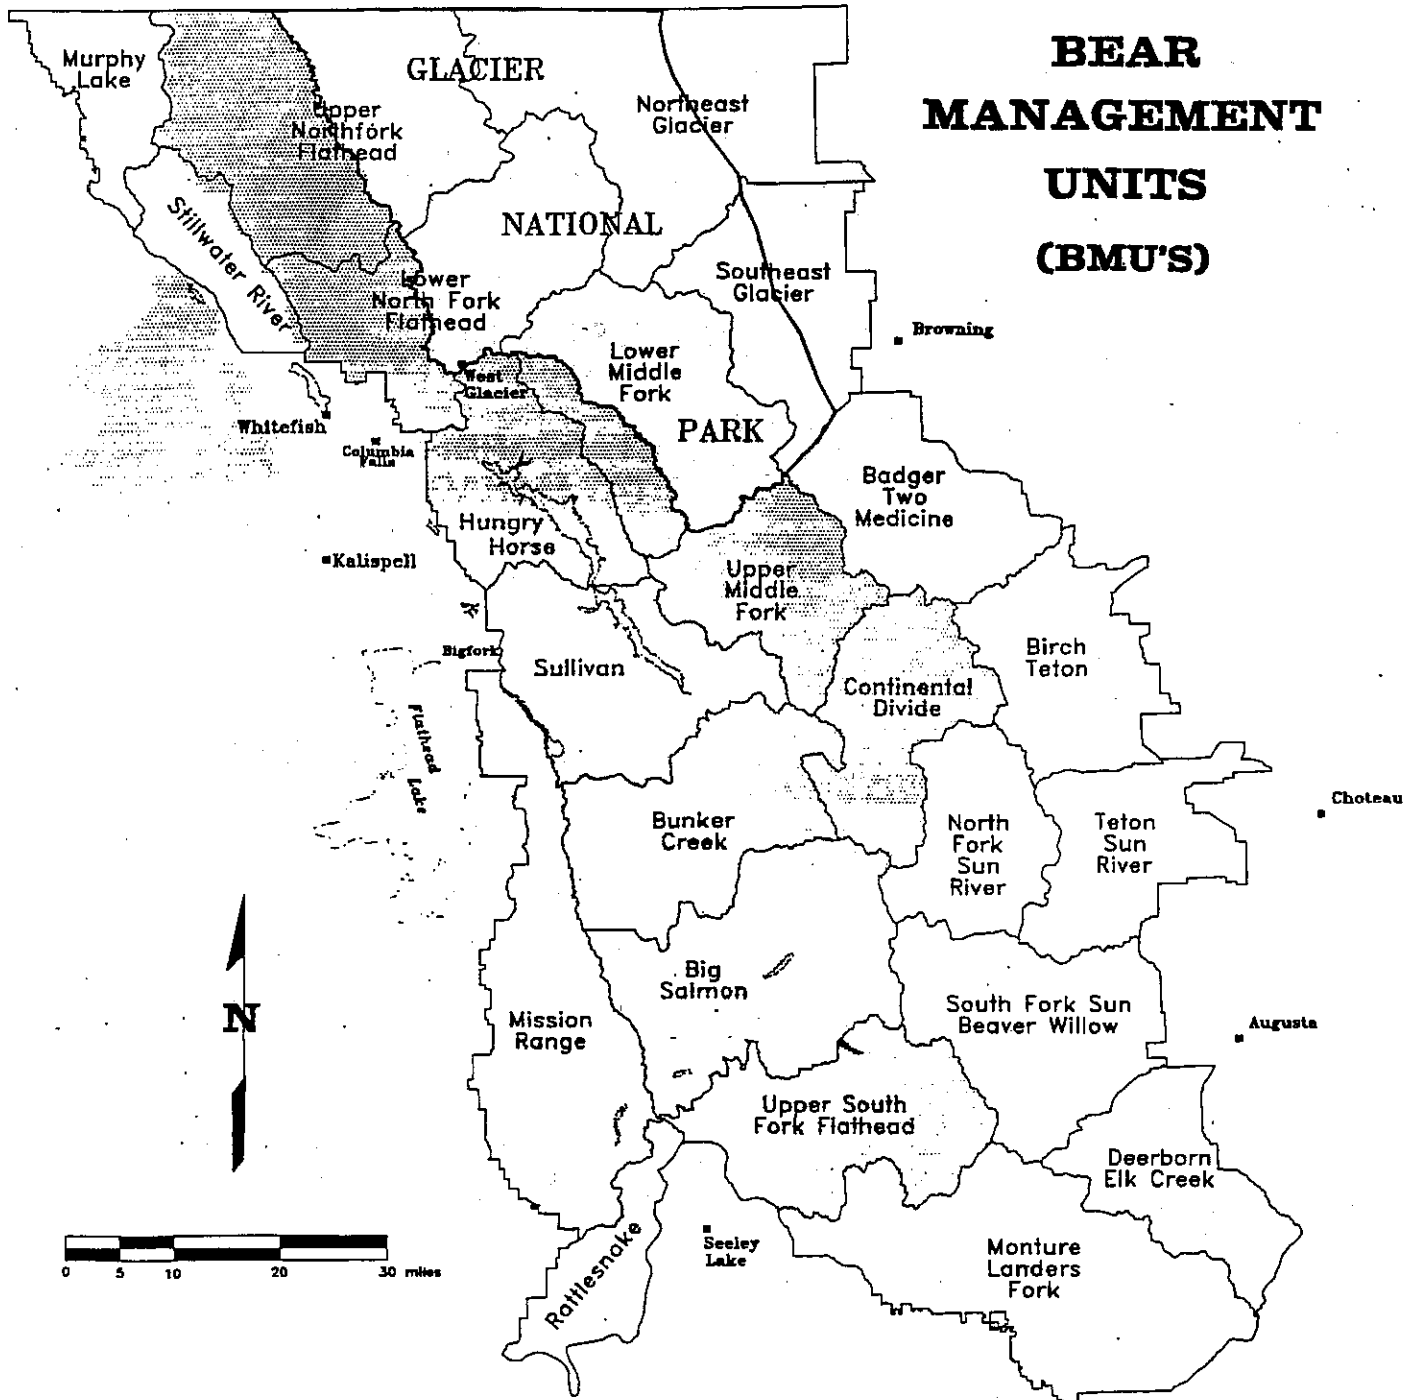 BEAR
MANAGEMENT
UNITS
(BMU'S)
Murphy
Lake
GLACIER
Upper
Northfork
Flathead
Northeast
Glacier
Stillwater River
NATIONAL
Lower
North Fork
Flathead
Southeast
Glacier
Browning
Lower
Middle
Fork
West
Glacier
PARK
Whitefish
Columbia
Falls
Badger
Two
Medicine
Hungry
Horse
Kalispell
Upper
Middle
Fork
Bigfork
Sullivan
Birch
Teton
Continental
Divide
Flathead
Lake
Choteau
Bunker
Creek
North
Fork
Sun
River
Teton
Sun
River
Big
Salmon
N
Mission
Range
South Fork Sun
Beaver Willow
Augusta
Upper South
Fork Flathead
Deerborn
Elk Creek
Rattlesnake
Seeley
Lake
Monture
Landers
Fork
0 5 10 20 30 miles